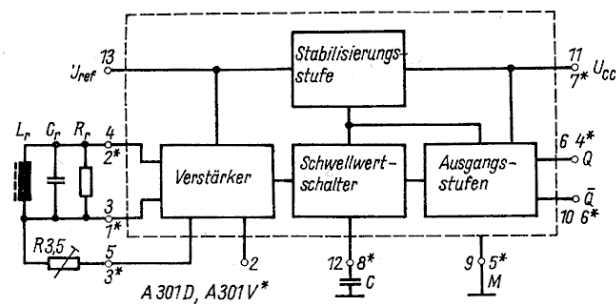 13
U_ref
Stabilisierungs-
stufe
11
7*
U_CC
L_r
C_r
R_r
4
2*
Verstärker
Schwellwert-
schalter
Ausgangs-
stufen
6 4*
Q
Q̅
10 6*
3
1*
R3,5
5
3*
2
12 8*
C
9 5*
M
A301D, A301V*